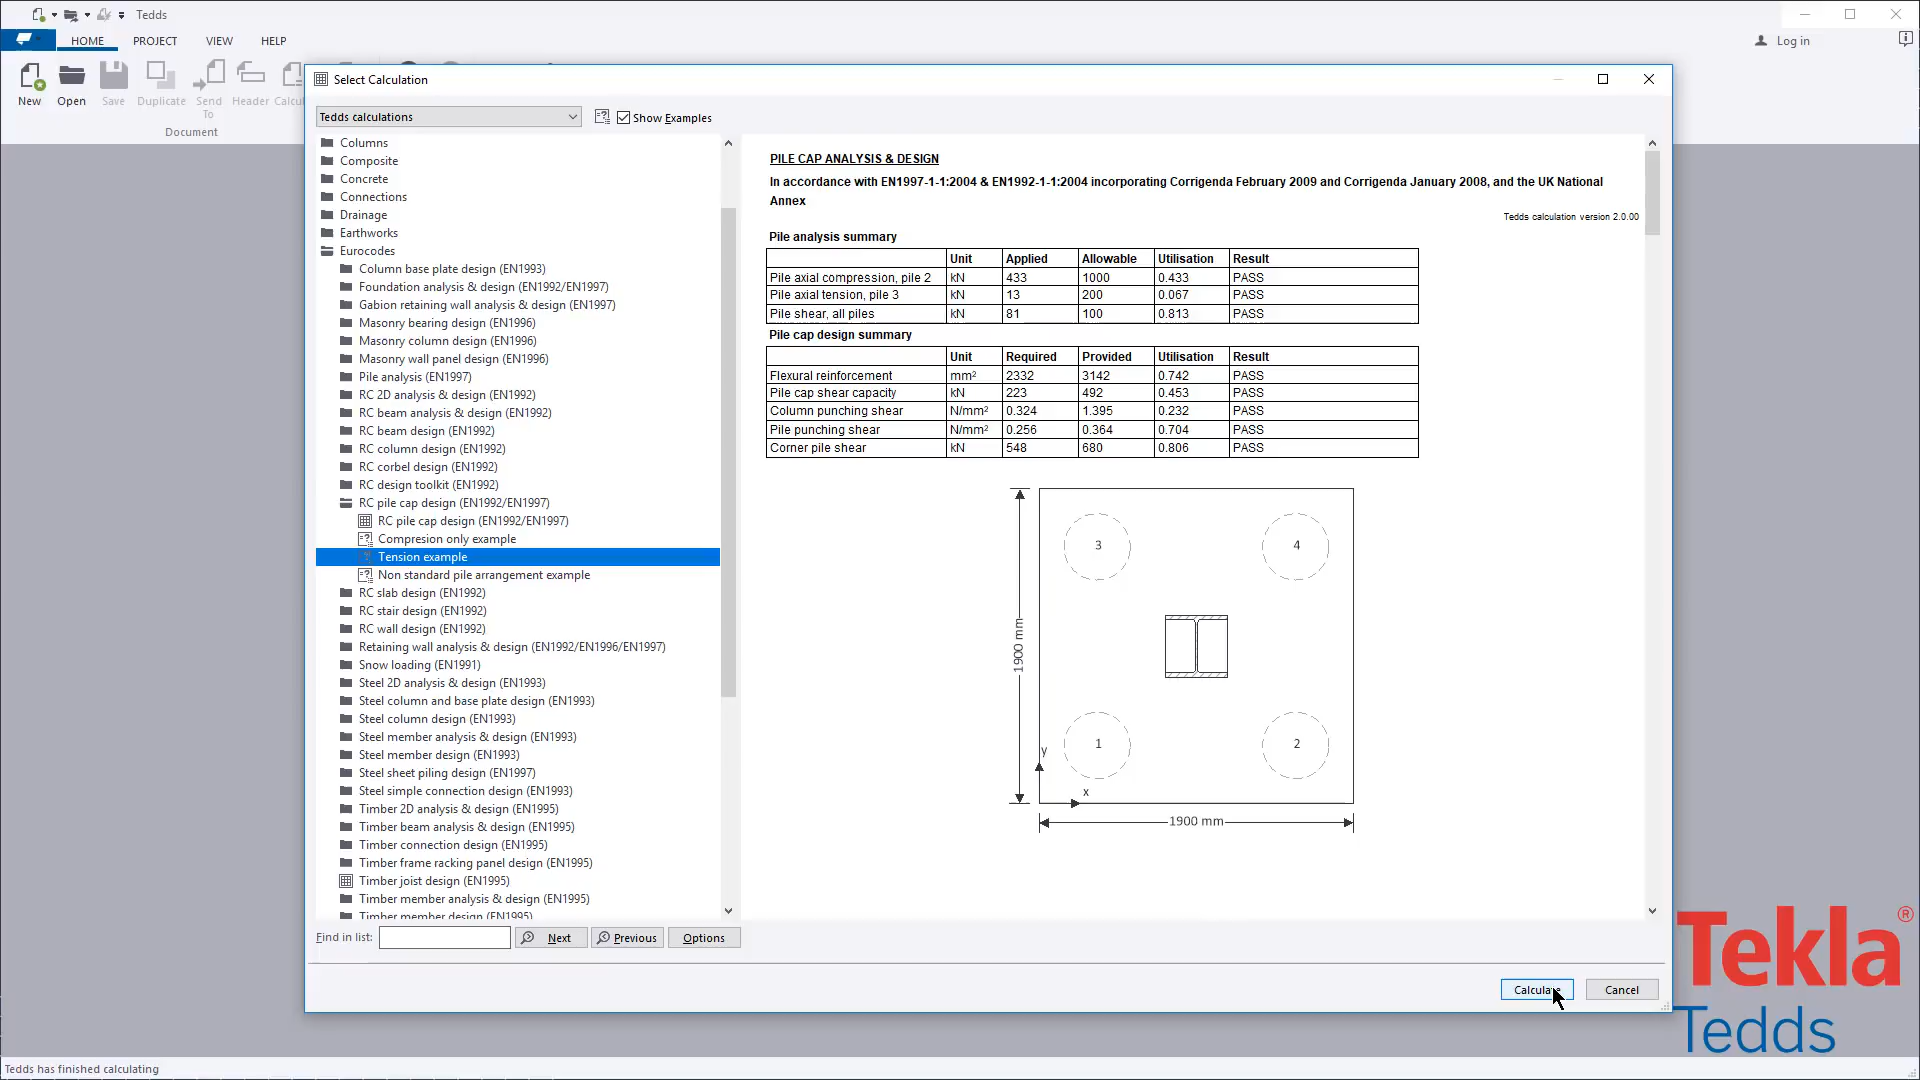 Tedds
HOME
PROJECT
VIEW
HELP
Log in
New
Open
Save
Duplicate
Send
To
Header
Document
Select Calculation
Tedds calculations
Show Examples
Columns
Composite
Concrete
Connections
Drainage
Earthworks
Eurocodes
Column base plate design (EN1993)
Foundation analysis & design (EN1992/EN1997)
Gabion retaining wall analysis & design (EN1997)
Masonry bearing design (EN1996)
Masonry column design (EN1996)
Masonry wall panel design (EN1996)
Pile analysis (EN1997)
RC 2D analysis & design (EN1992)
RC beam analysis & design (EN1992)
RC beam design (EN1992)
RC column design (EN1992)
RC corbel design (EN1992)
RC design toolkit (EN1992)
RC pile cap design (EN1992/EN1997)
RC pile cap design (EN1992/EN1997)
Compresion only example
Tension example
Non standard pile arrangement example
RC slab design (EN1992)
RC stair design (EN1992)
RC wall design (EN1992)
Retaining wall analysis & design (EN1992/EN1996/EN1997)
Snow loading (EN1991)
Steel 2D analysis & design (EN1993)
Steel column and base plate design (EN1993)
Steel column design (EN1993)
Steel member analysis & design (EN1993)
Steel member design (EN1993)
Steel sheet piling design (EN1997)
Steel simple connection design (EN1993)
Timber 2D analysis & design (EN1995)
Timber beam analysis & design (EN1995)
Timber connection design (EN1995)
Timber frame racking panel design (EN1995)
Timber joist design (EN1995)
Timber member analysis & design (EN1995)
Timber member design (EN1995)
Find in list:
Next
Previous
Options
PILE CAP ANALYSIS & DESIGN
In accordance with EN1997-1-1:2004 & EN1992-1-1:2004 incorporating Corrigenda February 2009 and Corrigenda January 2008, and the UK National
Annex
Tedds calculation version 2.0.00
Pile analysis summary
Unit Applied Allowable Utilisation Result
Pile axial compression, pile 2 kN 433 1000 0.433 PASS
Pile axial tension, pile 3 kN 13 200 0.067 PASS
Pile shear, all piles kN 81 100 0.813 PASS
Pile cap design summary
Unit Required Provided Utilisation Result
Flexural reinforcement mm² 2332 3142 0.742 PASS
Pile cap shear capacity kN 223 492 0.453 PASS
Column punching shear N/mm² 0.324 1.395 0.232 PASS
Pile punching shear N/mm² 0.256 0.364 0.704 PASS
Corner pile shear kN 548 680 0.806 PASS
3
4
1900 mm
1
2
y
x
1900 mm
Calculate
Cancel
Tekla®
Tedds
Tedds has finished calculating